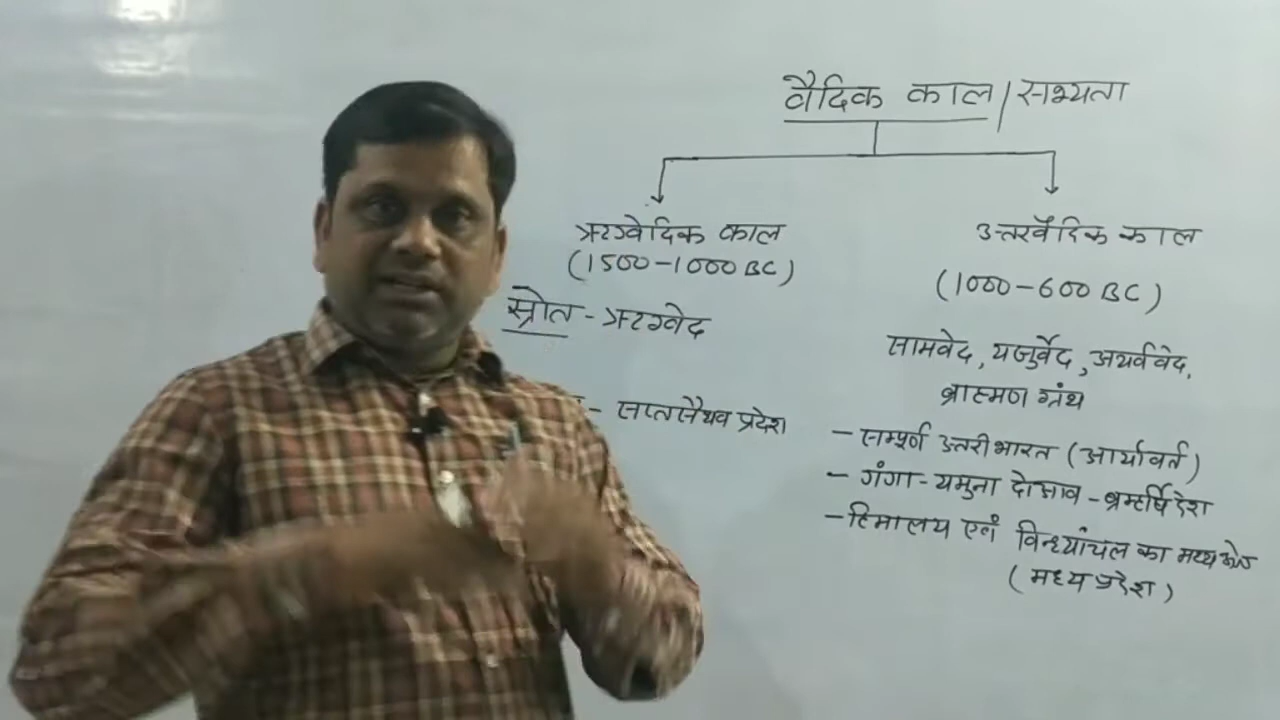 वैदिक काल/सभ्यता
ऋग्वेदिक काल
(1500-1000 BC)
स्रोत - ऋग्वेद
- सप्तसैंधव प्रदेश
उत्तरवैदिक काल
(1000-600 BC)
सामवेद, यजुर्वेद, अथर्ववेद,
ब्राह्मण ग्रंथ
- सम्पूर्ण उत्तरी भारत (आर्यावर्त)
- गंगा-यमुना दोआब - ब्रम्हर्षि देश
- हिमालय एवं विन्ध्यांचल का मध्य क्षेत्र
(मध्य प्रदेश)